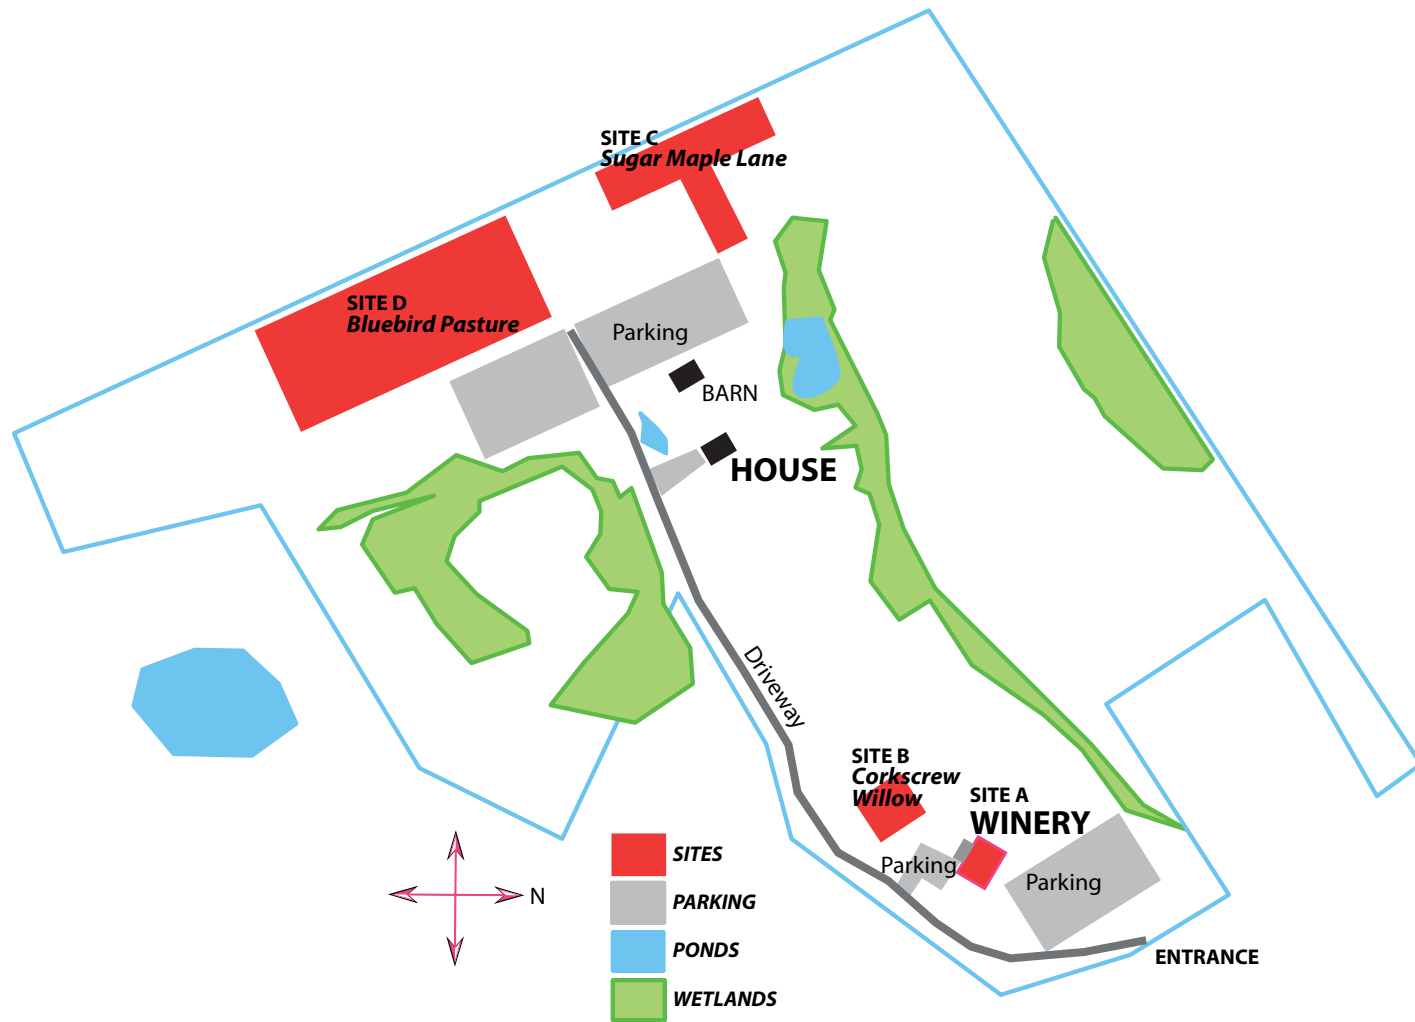 SITE C
Sugar Maple Lane
SITE D
Bluebird Pasture
Parking
BARN
HOUSE
Driveway
SITE B
Corkscrew
Willow
SITE A
WINERY
Parking
Parking
ENTRANCE
N
SITES
PARKING
PONDS
WETLANDS